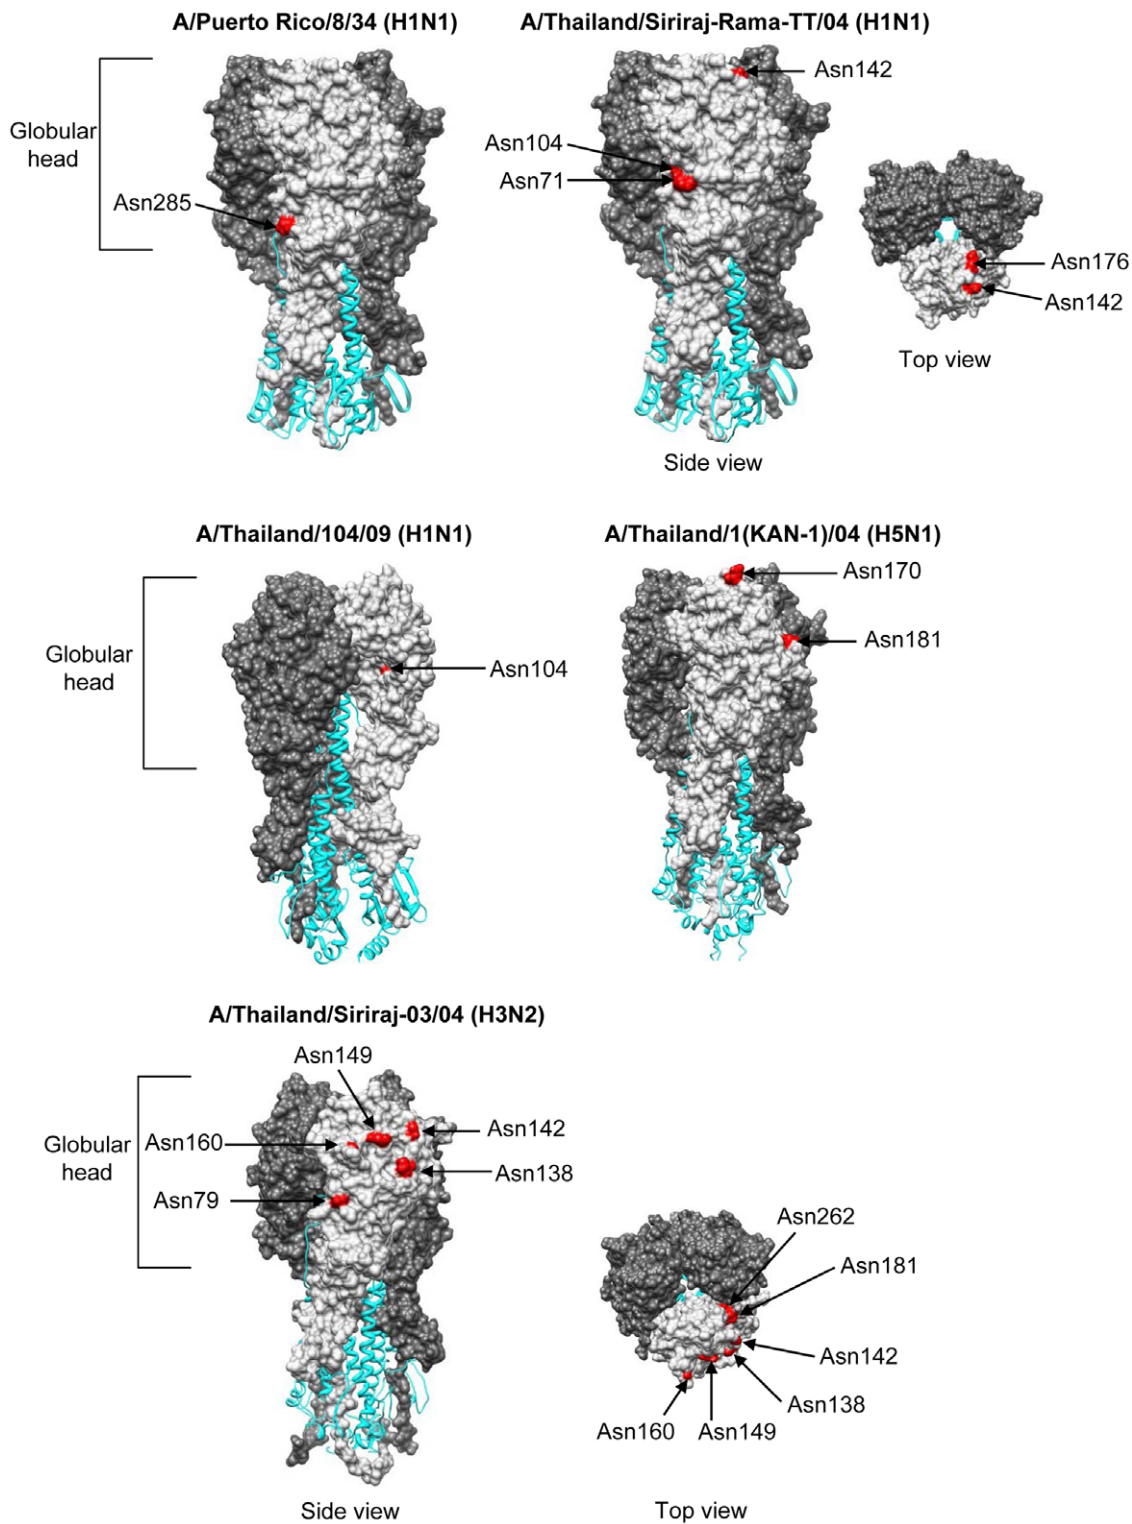 A/Puerto Rico/8/34 (H1N1)
A/Thailand/Siriraj-Rama-TT/04 (H1N1)
Globular
head
Asn285
Asn142
Asn104
Asn71
Asn176
Asn142
Top view
Side view
A/Thailand/104/09 (H1N1)
A/Thailand/1(KAN-1)/04 (H5N1)
Globular
head
Asn104
Asn170
Asn181
A/Thailand/Siriraj-03/04 (H3N2)
Asn149
Globular
head
Asn160
Asn142
Asn138
Asn79
Asn262
Asn181
Asn142
Asn138
Asn160
Asn149
Side view
Top view